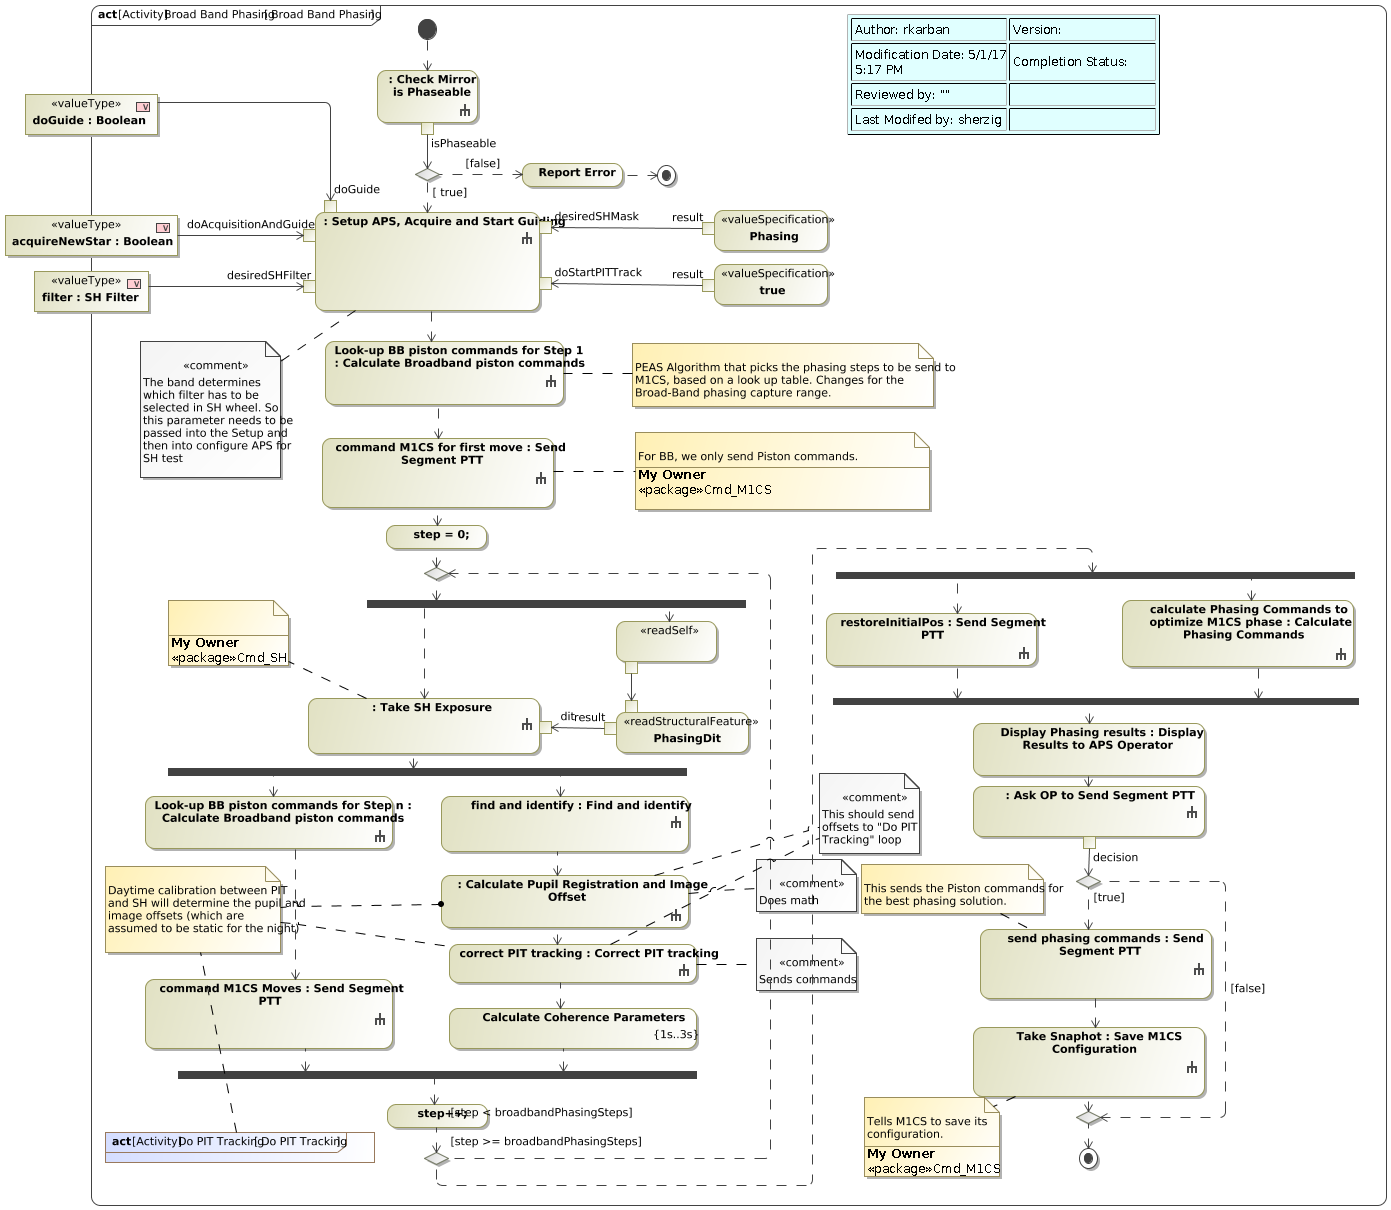 act [Activity] Broad Band Phasing [Broad Band Phasing]
Author: rkarban
Version:
Modification Date: 5/1/17
5:17 PM
Completion Status:
Reviewed by: ""
Last Modifed by: sherzig
: Check Mirror
is Phaseable
isPhaseable
[false]
Report Error
[ true]
«valueType»
doGuide : Boolean
doGuide
«valueType»
acquireNewStar : Boolean
doAcquisitionAndGuide
«valueType»
filter : SH Filter
desiredSHFilter
: Setup APS, Acquire and Start Guiding
desiredSHMask
result
«valueSpecification»
Phasing
doStartPITTrack
result
«valueSpecification»
true
«comment»
The band determines
which filter has to be
selected in SH wheel. So
this parameter needs to be
passed into the Setup and
then into configure APS for
SH test
Look-up BB piston commands for Step 1
: Calculate Broadband piston commands
PEAS Algorithm that picks the phasing steps to be send to
M1CS, based on a look up table. Changes for the
Broad-Band phasing capture range.
command M1CS for first move : Send
Segment PTT
For BB, we only send Piston commands.
My Owner
«package»Cmd_M1CS
step = 0;
My Owner
«package»Cmd_SH
«readSelf»
: Take SH Exposure
dit
result
«readStructuralFeature»
PhasingDit
Look-up BB piston commands for Step n :
Calculate Broadband piston commands
find and identify : Find and identify
Daytime calibration between PIT
and SH will determine the pupil and
image offsets (which are
assumed to be static for the night)
: Calculate Pupil Registration and Image
Offset
correct PIT tracking : Correct PIT tracking
command M1CS Moves : Send Segment
PTT
Calculate Coherence Parameters
{1s..3s}
«comment»
This should send
offsets to "Do PIT
Tracking" loop
«comment»
Does math
«comment»
Sends commands
step++;
[step < broadbandPhasingSteps]
[step >= broadbandPhasingSteps]
act [Activity] Do PIT Tracking [Do PIT Tracking]
restoreInitialPos : Send Segment
PTT
calculate Phasing Commands to
optimize M1CS phase : Calculate
Phasing Commands
Display Phasing results : Display
Results to APS Operator
: Ask OP to Send Segment PTT
decision
[true]
[false]
This sends the Piston commands for
the best phasing solution.
send phasing commands : Send
Segment PTT
Take Snaphot : Save M1CS
Configuration
Tells M1CS to save its
configuration.
My Owner
«package»Cmd_M1CS